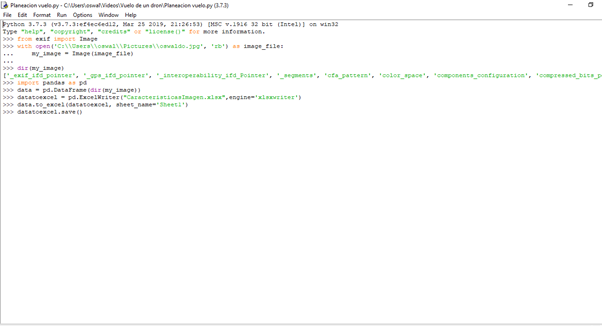 Planeacion vuelo.py - C:\Users\oswal\Videos\Vuelo de un dron\Planeacion vuelo.py (3.7.3)
File Edit Format Run Options Window Help
Python 3.7.3 (v3.7.3:ef4ec6ed12, Mar 25 2019, 21:26:53) [MSC v.1916 32 bit (Intel)] on win32
Type "help", "copyright", "credits" or "license()" for more information.
>>> from exif import Image
>>> with open('C:\\Users\\oswal\\Pictures\\oswaldo.jpg', 'rb') as image_file:
... my_image = Image(image_file)
...
>>> dir(my_image)
['_exif_ifd_pointer', '_gps_ifd_pointer', '_interoperability_ifd_Pointer', '_segments', 'cfa_pattern', 'color_space', 'components_configuration', 'compressed_bits_p
>>> import pandas as pd
>>> data = pd.DataFrame(dir(my_image))
>>> datatoexcel = pd.ExcelWriter("CaracteristicasImagen.xlsx",engine='xlsxwriter')
>>> data.to_excel(datatoexcel, sheet_name='Sheet1')
>>> datatoexcel.save()